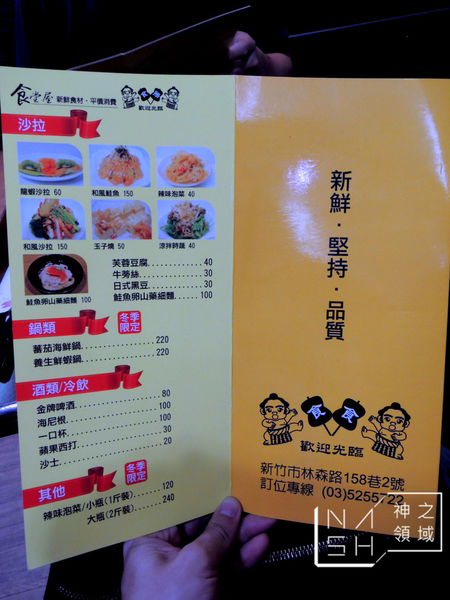 食堂屋 新鮮食材‧平價消費
食 食
歡迎光臨
沙拉
龍蝦沙拉 60
和風鮭魚 150
辣味泡菜 40
和風沙拉 150
玉子燒 50
涼拌時蔬 40
鮭魚卵山藥細麵 100
芙蓉豆腐............40
牛蒡絲............30
日式黑豆............30
鮭魚卵山藥細麵......100
鍋類
冬季
限定
蕃茄海鮮鍋............220
養生鮮蝦鍋............220
酒類/冷飲
金牌啤酒............80
海尼根............100
一口杯............100
蘋果西打............30
沙士............20
其他
冬季
限定
辣味泡菜/小瓶(1斤裝)......120
大瓶(2斤裝)......240
新鮮‧堅持‧品質
食 食
歡迎光臨
新竹市林森路158巷2號
訂位專線 (03)5255722
NASH
神之
領域